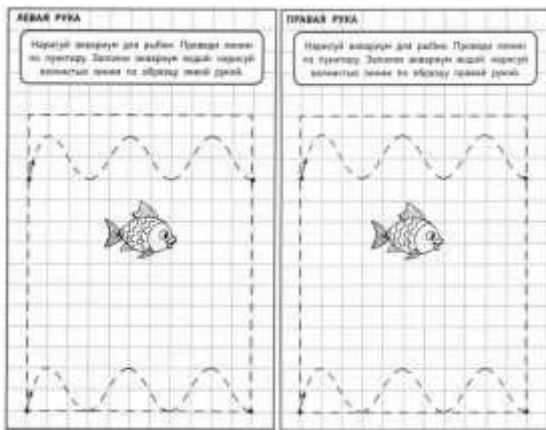 ЛЕВАЯ РУКА
Нарисуй аквариум для рыбки. Проведи линии
по пунктиру. Заполни аквариум водой: нарисуй
волнистые линии по образцу левой рукой.
ПРАВАЯ РУКА
Нарисуй аквариум для рыбки. Проведи линии
по пунктиру. Заполни аквариум водой: нарисуй
волнистые линии по образцу правой рукой.